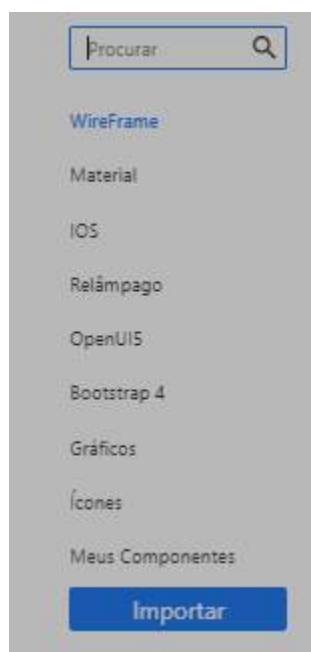 Procurar
WireFrame
Material
IOS
Relâmpago
OpenUI5
Bootstrap 4
Gráficos
Ícones
Meus Componentes
Importar